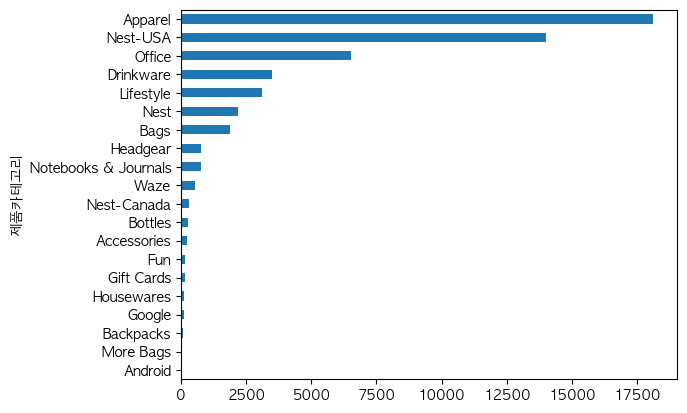 제품카테고리
Apparel
Nest-USA
Office
Drinkware
Lifestyle
Nest
Bags
Headgear
Notebooks & Journals
Waze
Nest-Canada
Bottles
Accessories
Fun
Gift Cards
Housewares
Google
Backpacks
More Bags
Android
0 2500 5000 7500 10000 12500 15000 17500